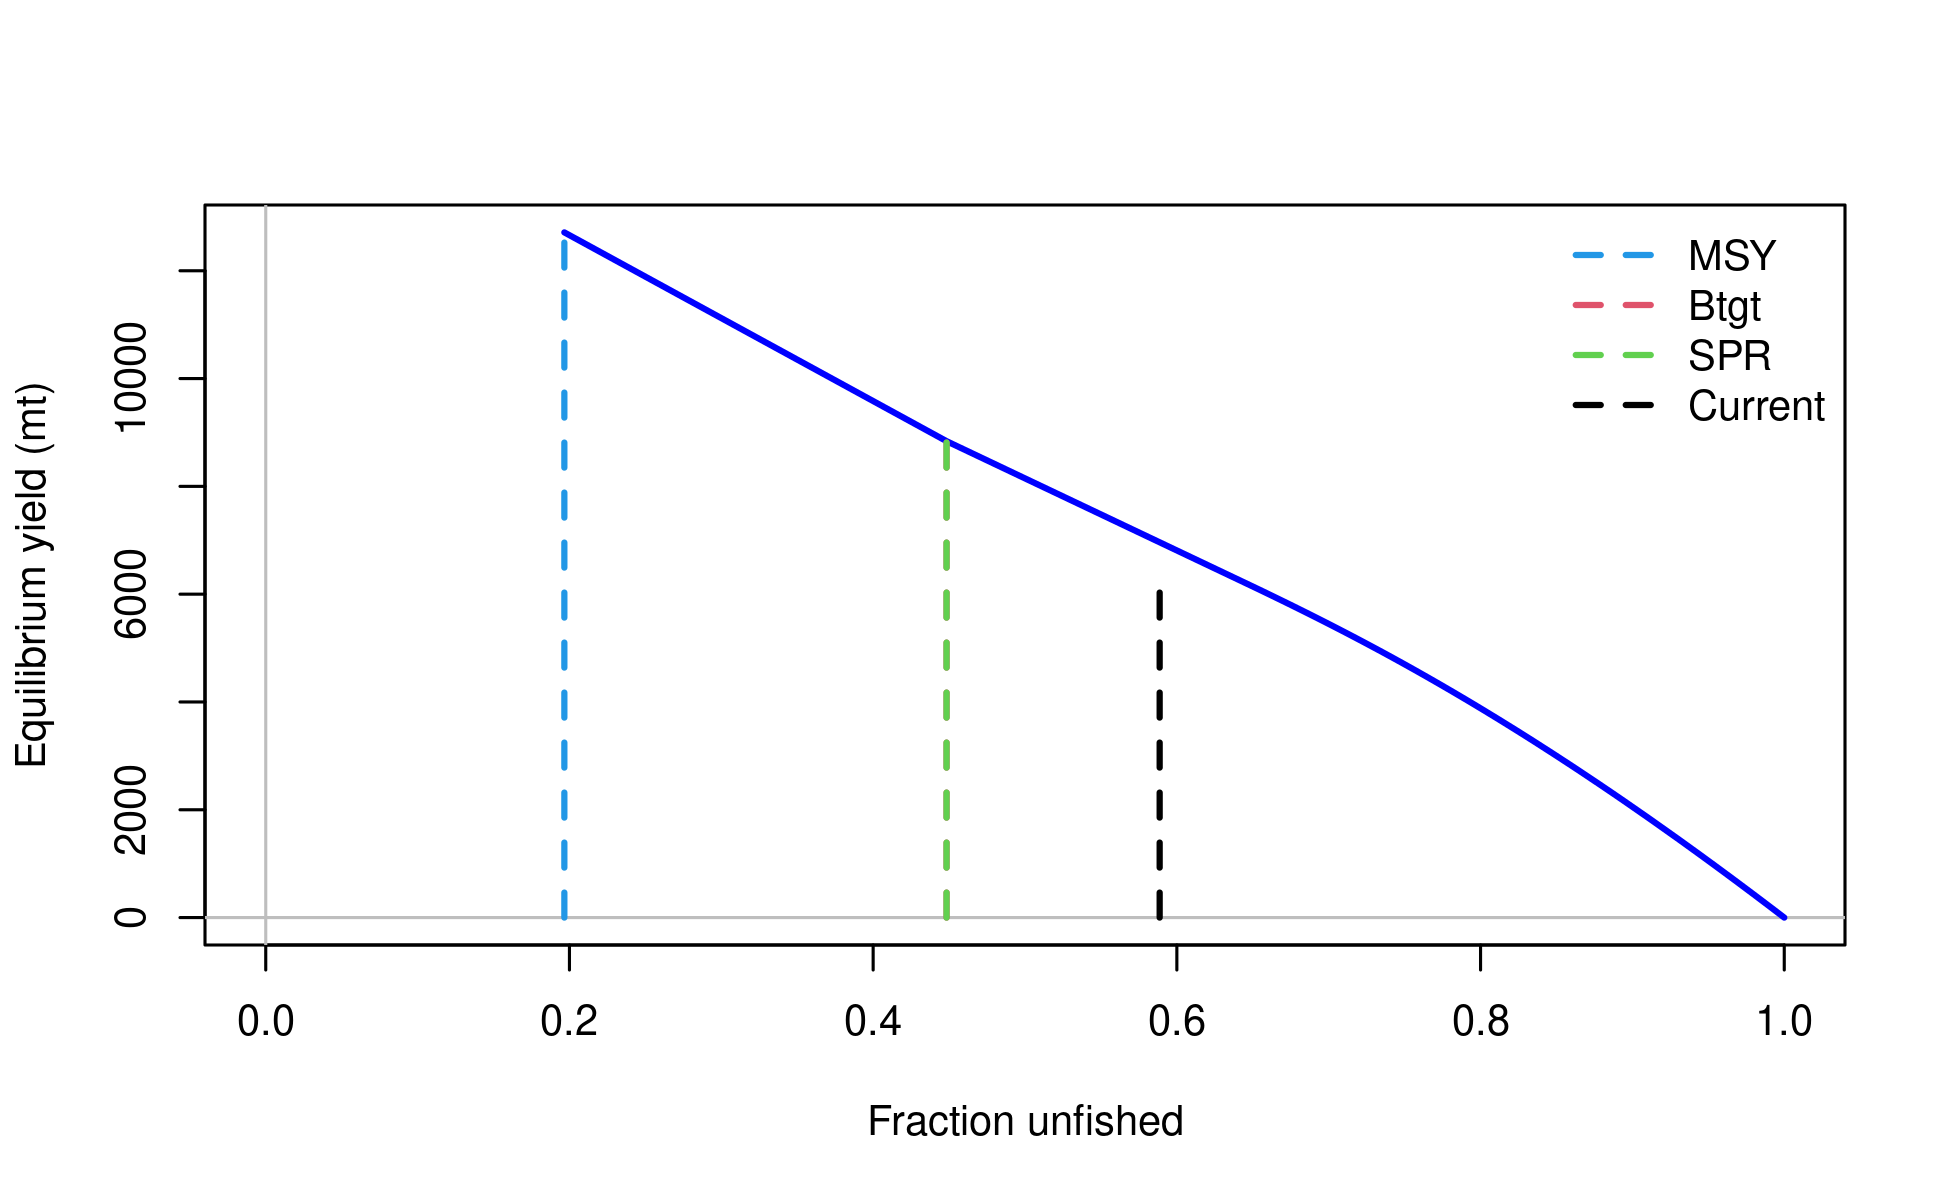 MSY
Btgt
SPR
Current
Equilibrium yield (mt)
10000
6000
2000
0
0.0 0.2 0.4 0.6 0.8 1.0
Fraction unfished